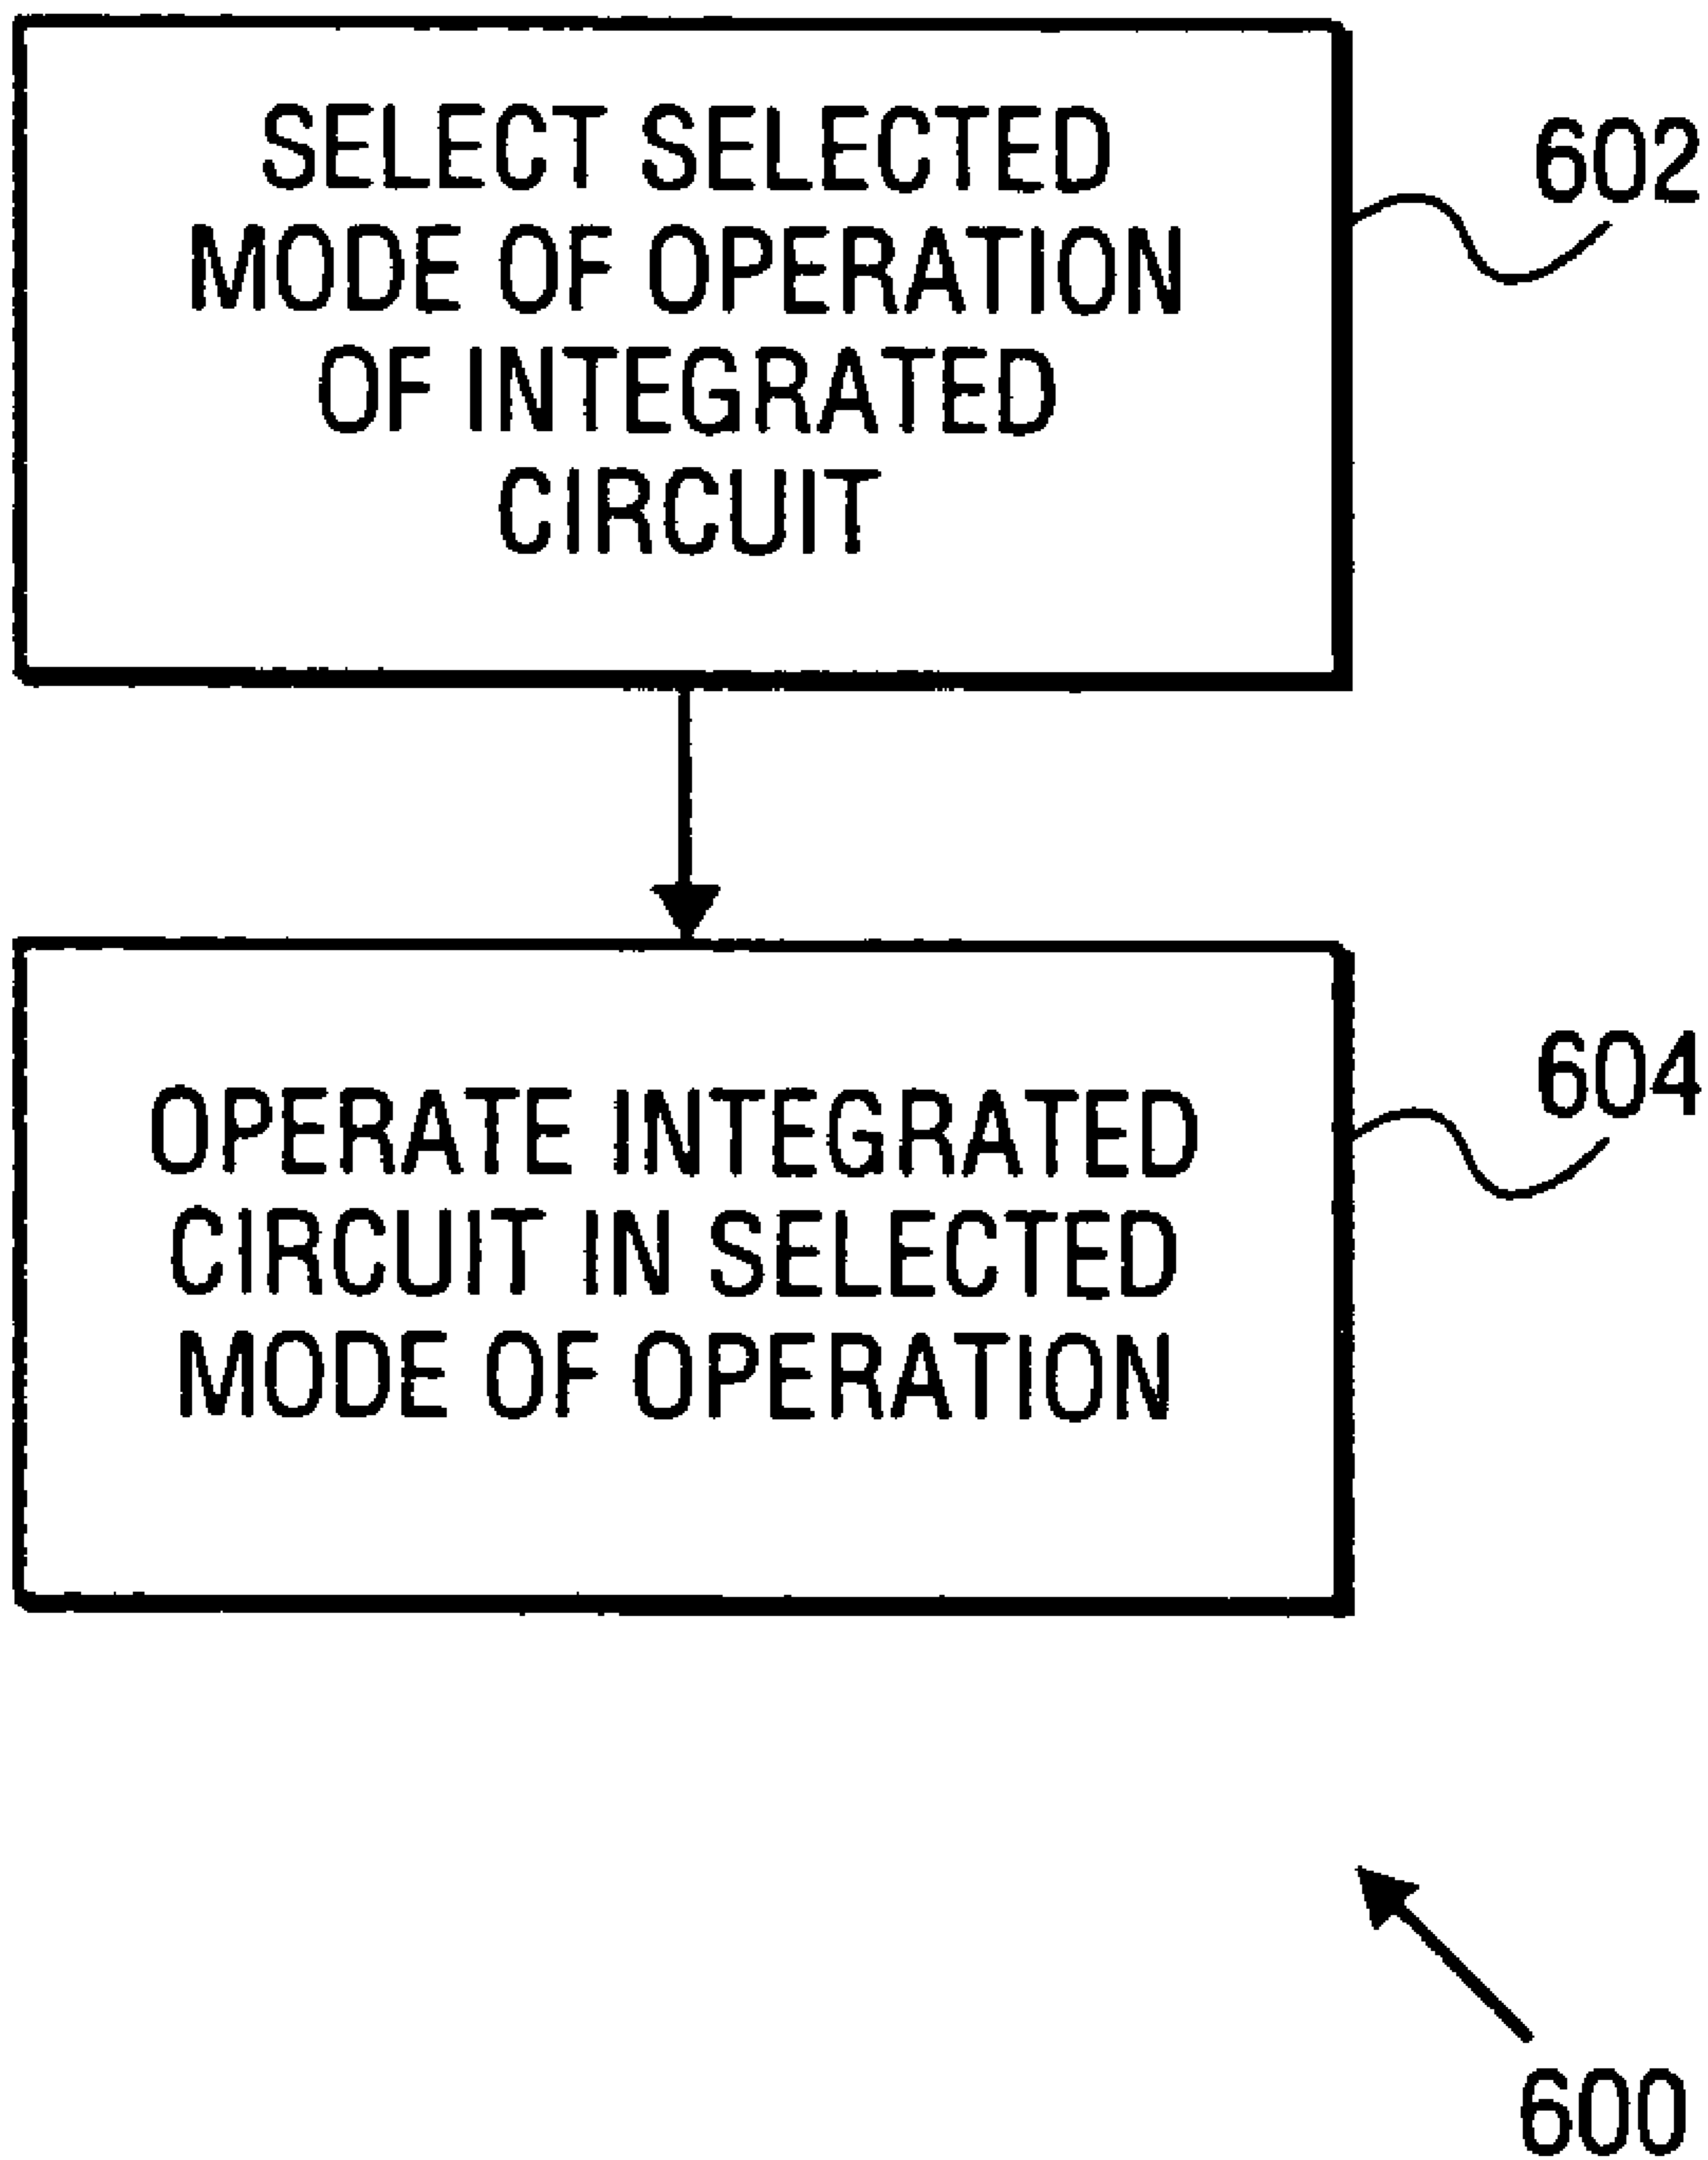 SELECT SELECTED
MODE OF OPERATION
OF INTEGRATED
CIRCUIT
602
OPERATE INTEGRATED
CIRCUIT IN SELECTED
MODE OF OPERATION
604
600